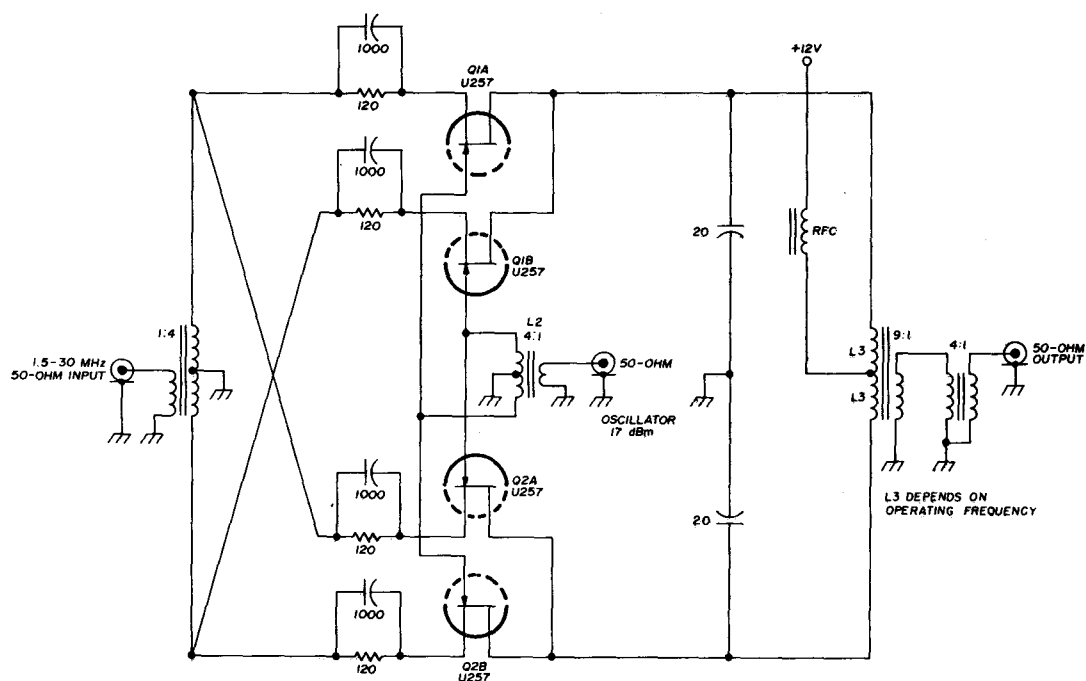 1000
120
Q1A
U257
1000
120
Q1B
U257
+12V
20
RFC
1:4
1.5-30 MHz
50-OHM INPUT
L2
4:1
50-OHM
OSCILLATOR
17 dBm
L3
9:1
4:1
50-OHM
OUTPUT
L3
L3 DEPENDS ON
OPERATING FREQUENCY
1000
120
Q2A
U257
20
1000
120
Q2B
U257